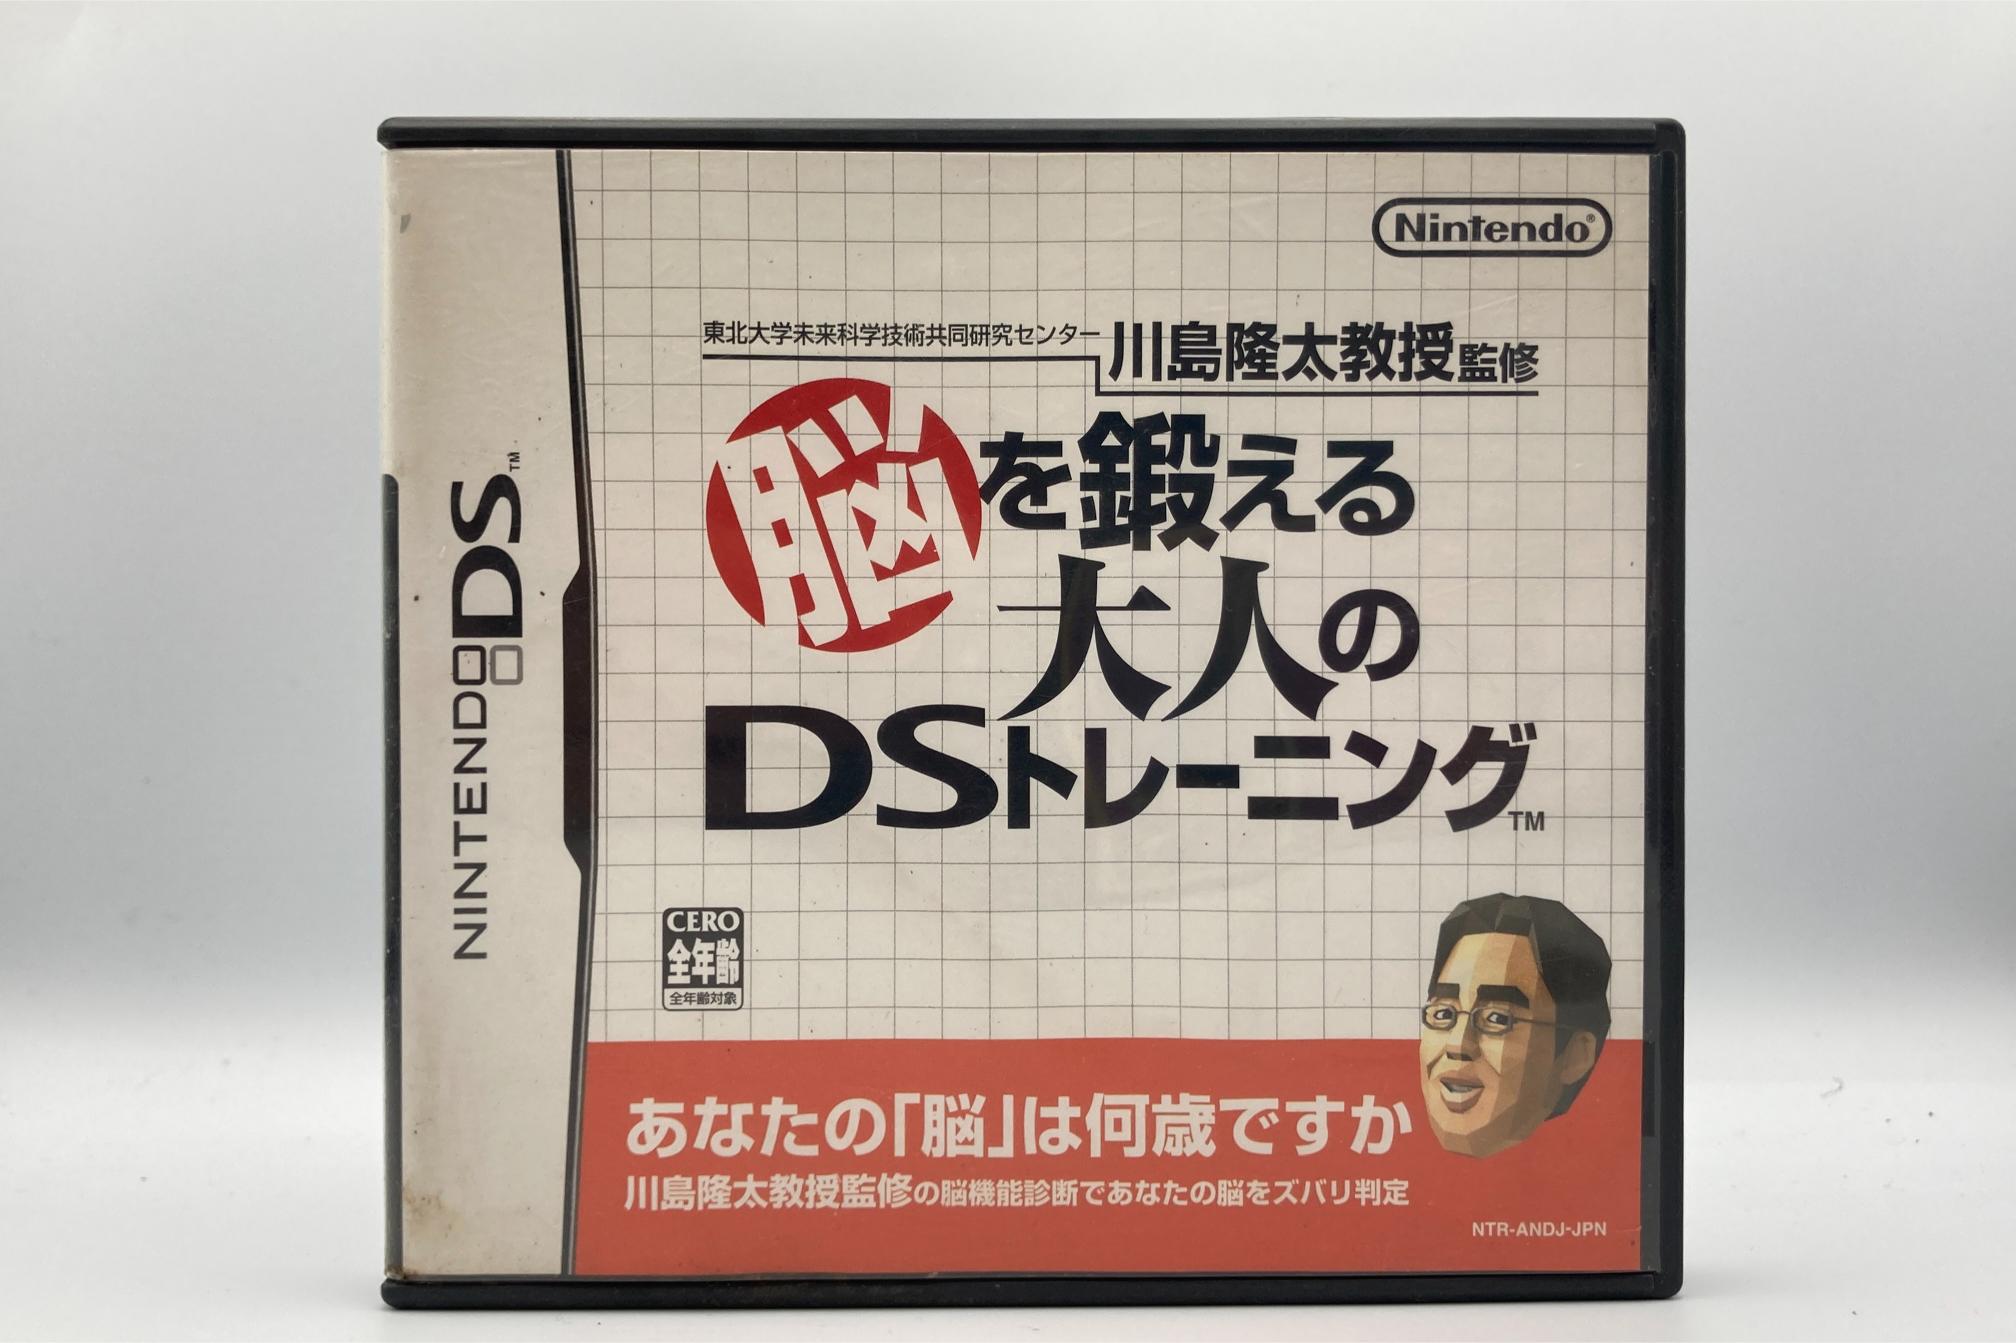 Nintendo®
東北大学未来科学技術共同研究センター 川島隆太教授監修
脳を鍛える
大人の
DSトレーニング™
NINTENDO DS™
CERO
全年齢
全年齢対象
あなたの「脳」は何歳ですか
川島隆太教授監修の脳機能診断であなたの脳をズバリ判定
NTR-ANDJ-JPN